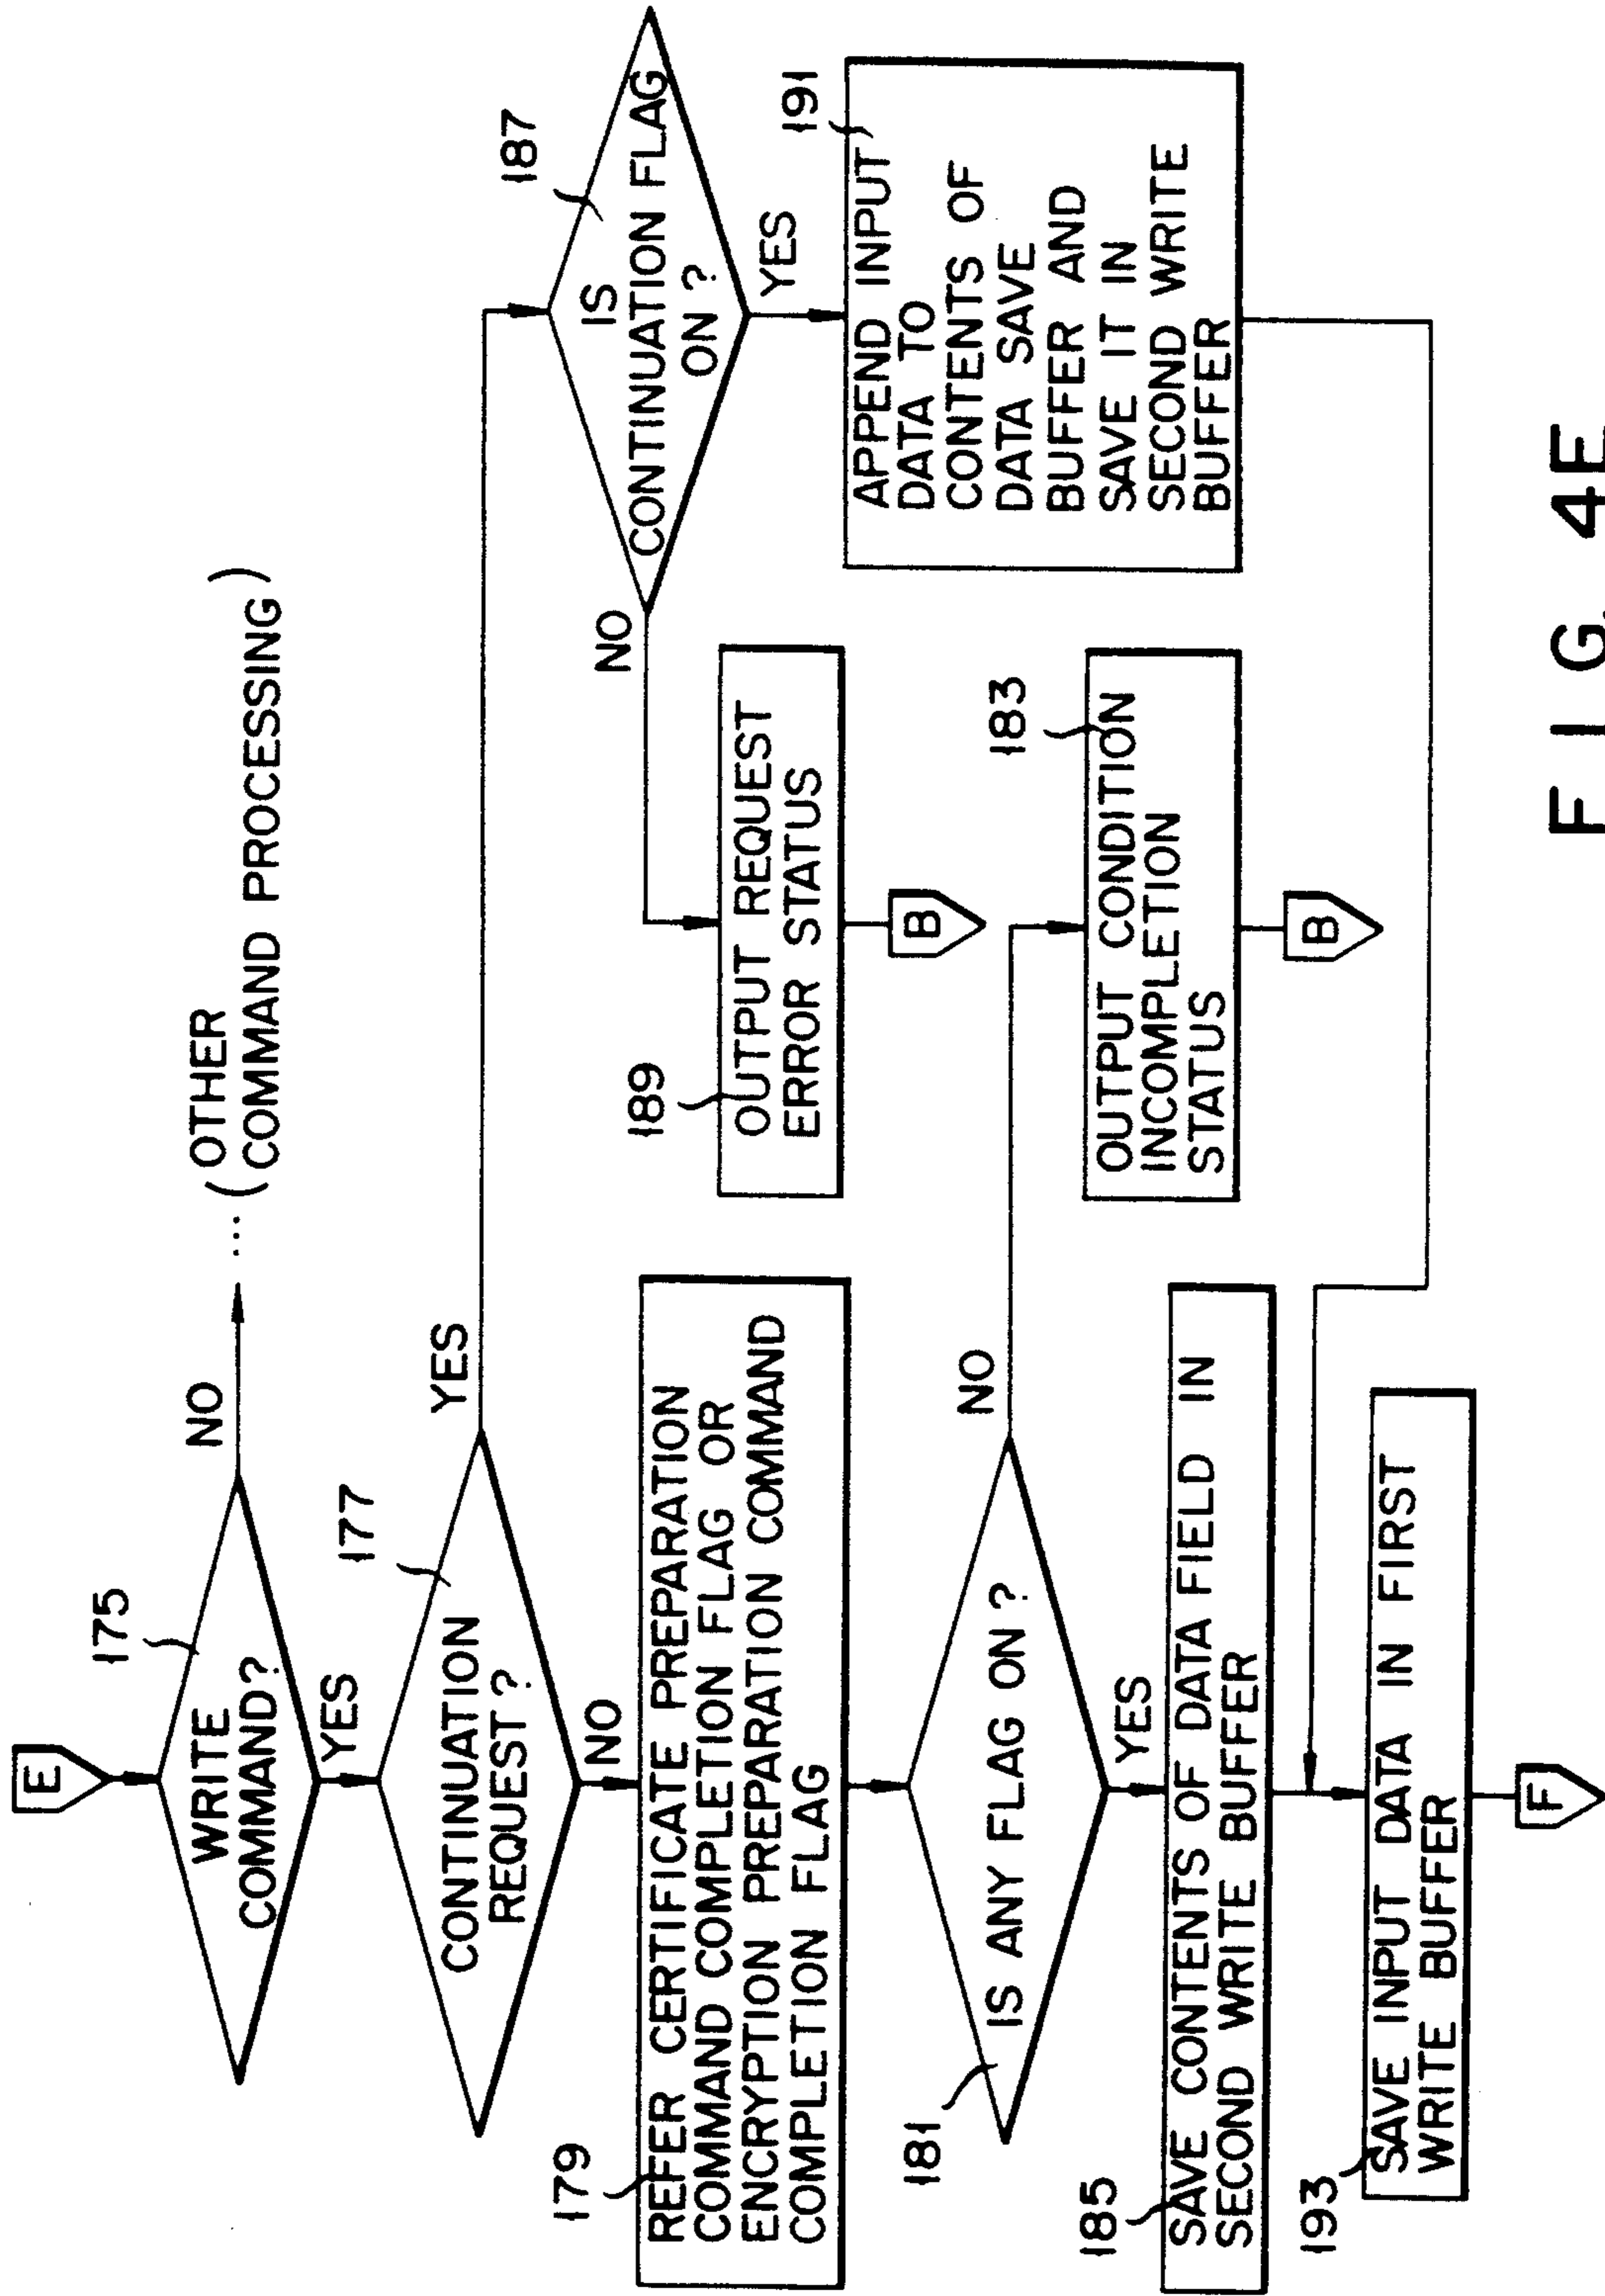 E
175
WRITE
COMMAND?
NO
... (OTHER
COMMAND PROCESSING)
YES
177
CONTINUATION
REQUEST?
YES
NO
187
IS
CONTINUATION FLAG
ON?
NO
YES
179
REFER CERTIFICATE PREPARATION
COMMAND COMPLETION FLAG OR
ENCRYPTION PREPARATION COMMAND
COMPLETION FLAG
189
OUTPUT REQUEST
ERROR STATUS
B
191
APPEND INPUT
DATA TO
CONTENTS OF
DATA SAVE
BUFFER AND
SAVE IT IN
SECOND WRITE
BUFFER
181
IS ANY FLAG ON?
NO
YES
183
OUTPUT CONDITION
INCOMPLETION
STATUS
B
185
SAVE CONTENTS OF DATA FIELD IN
SECOND WRITE BUFFER
193
SAVE INPUT DATA IN FIRST
WRITE BUFFER
F
FIG. 4E